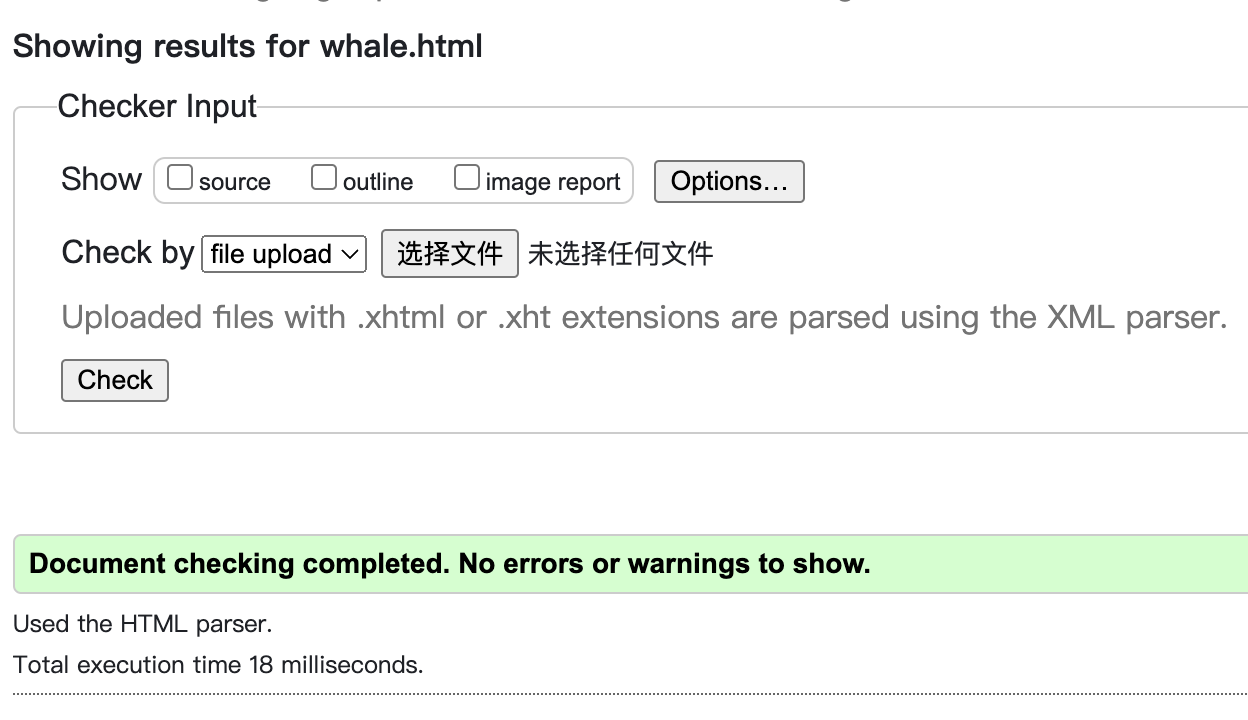 Showing results for whale.html
Checker Input
Show source outline image report Options...
Check by file upload 选择文件 未选择任何文件
Uploaded files with .xhtml or .xht extensions are parsed using the XML parser.
Check
Document checking completed. No errors or warnings to show.
Used the HTML parser.
Total execution time 18 milliseconds.